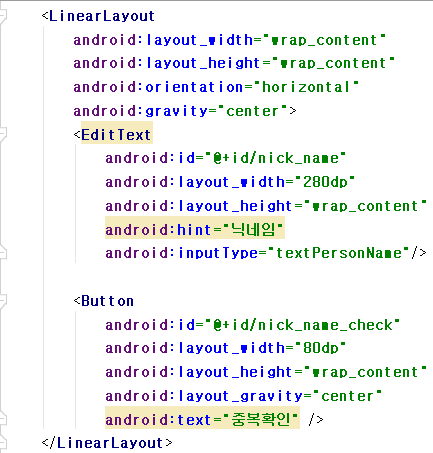 <LinearLayout
android:layout_width="wrap_content"
android:layout_height="wrap_content"
android:orientation="horizontal"
android:gravity="center">
<EditText
android:id="@+id/nick_name"
android:layout_width="280dp"
android:layout_height="wrap_content"
android:hint="닉네임"
android:inputType="textPersonName"/>
<Button
android:id="@+id/nick_name_check"
android:layout_width="80dp"
android:layout_height="wrap_content"
android:layout_gravity="center"
android:text="중복확인" />
</LinearLayout>